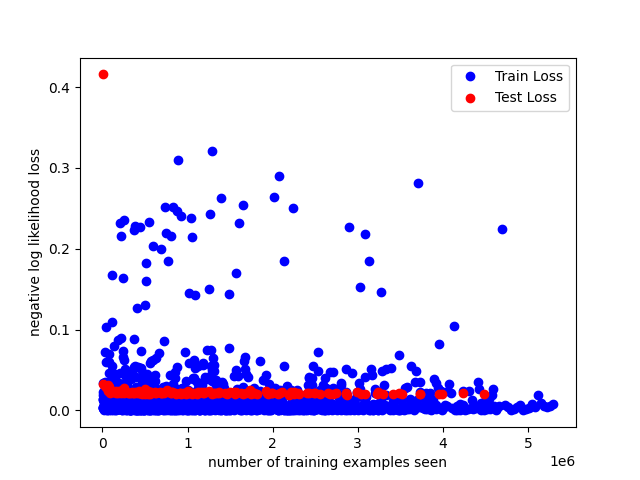 Train Loss
Test Loss
negative log likelihood loss
0.4
0.3
0.2
0.1
0.0
0 1 2 3 4 5
number of training examples seen
1e6